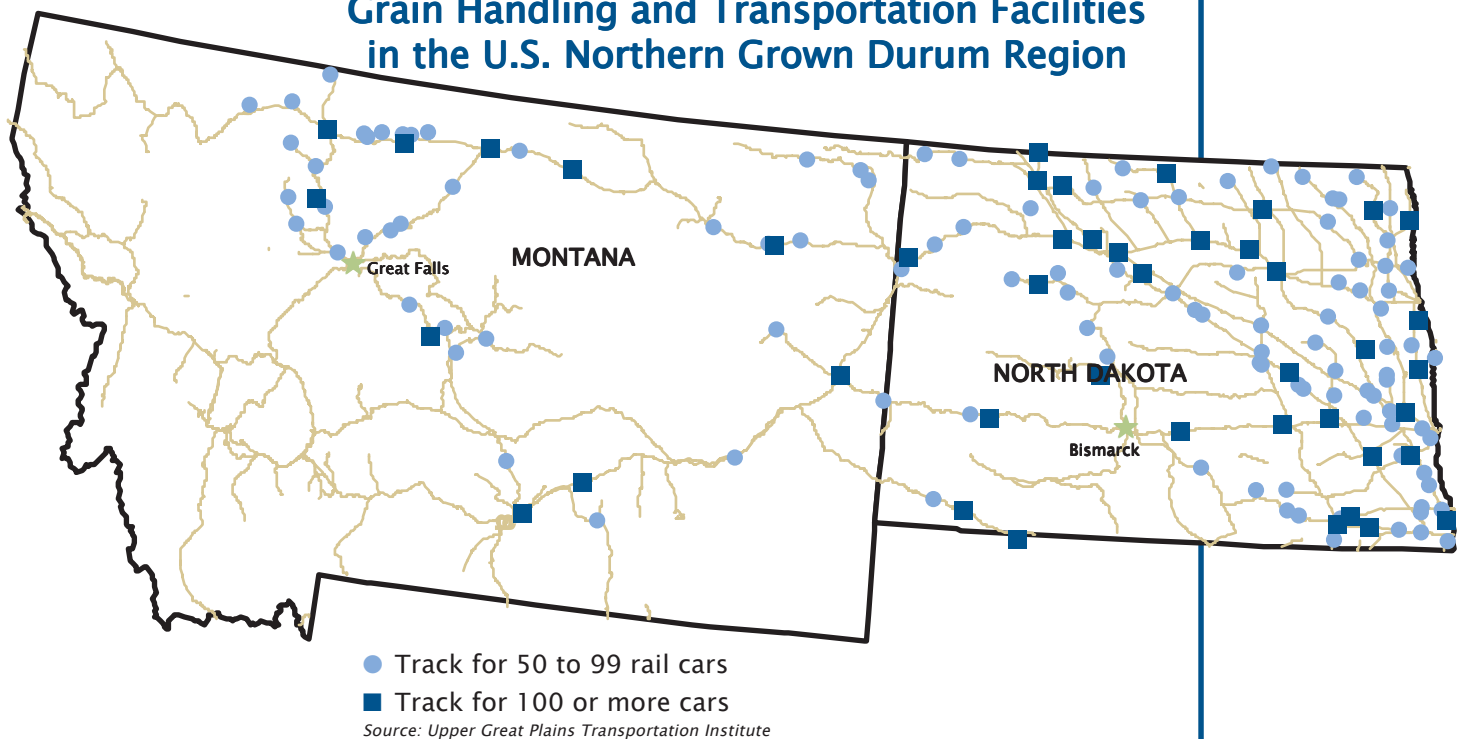 Grain Handling and Transportation Facilities
in the U.S. Northern Grown Durum Region
MONTANA
Great Falls
NORTH DAKOTA
Bismarck
Track for 50 to 99 rail cars
Track for 100 or more cars
Source: Upper Great Plains Transportation Institute